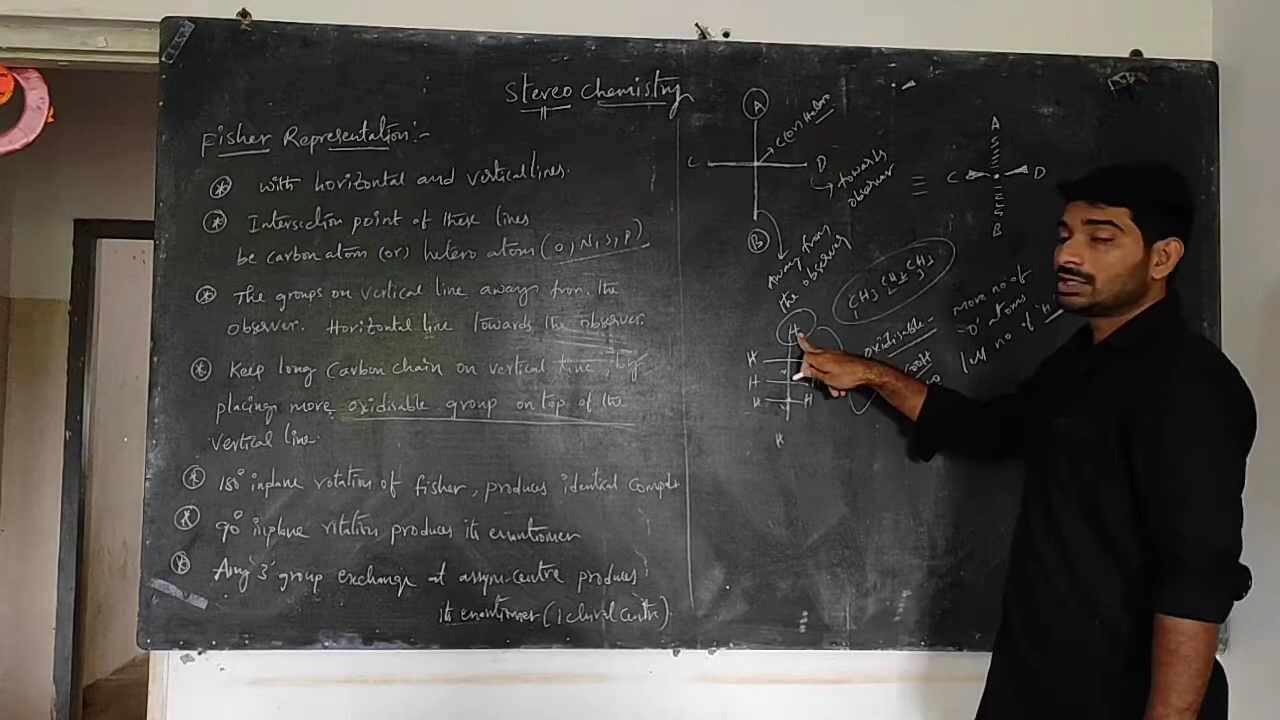 Stereo Chemistry
Fisher Representation:-
with horizontal and vertical lines.
Intersection point of these lines
be carbon atom (or) hetero atom (O, N, S, P)
The groups on vertical line away from the
observer. Horizontal line towards the observer.
Keep long carbon chain on vertical line, by
placing more oxidisable group on top of the
vertical line.
180° inplane rotation of fisher, produces identical
90° inplane rotation produces its enantiomer
Any '3' group exchange at assym. centre produces
its enantiomer (1 chiral centre).
A
C
D
C (or) Hetero
towards
observer
B
Away from
the observer
≡
A
C
D
B
CH3 CH2 CH3
oxidisable - more no of
"O" atoms
less no of "H"
H
H
H
H H
H